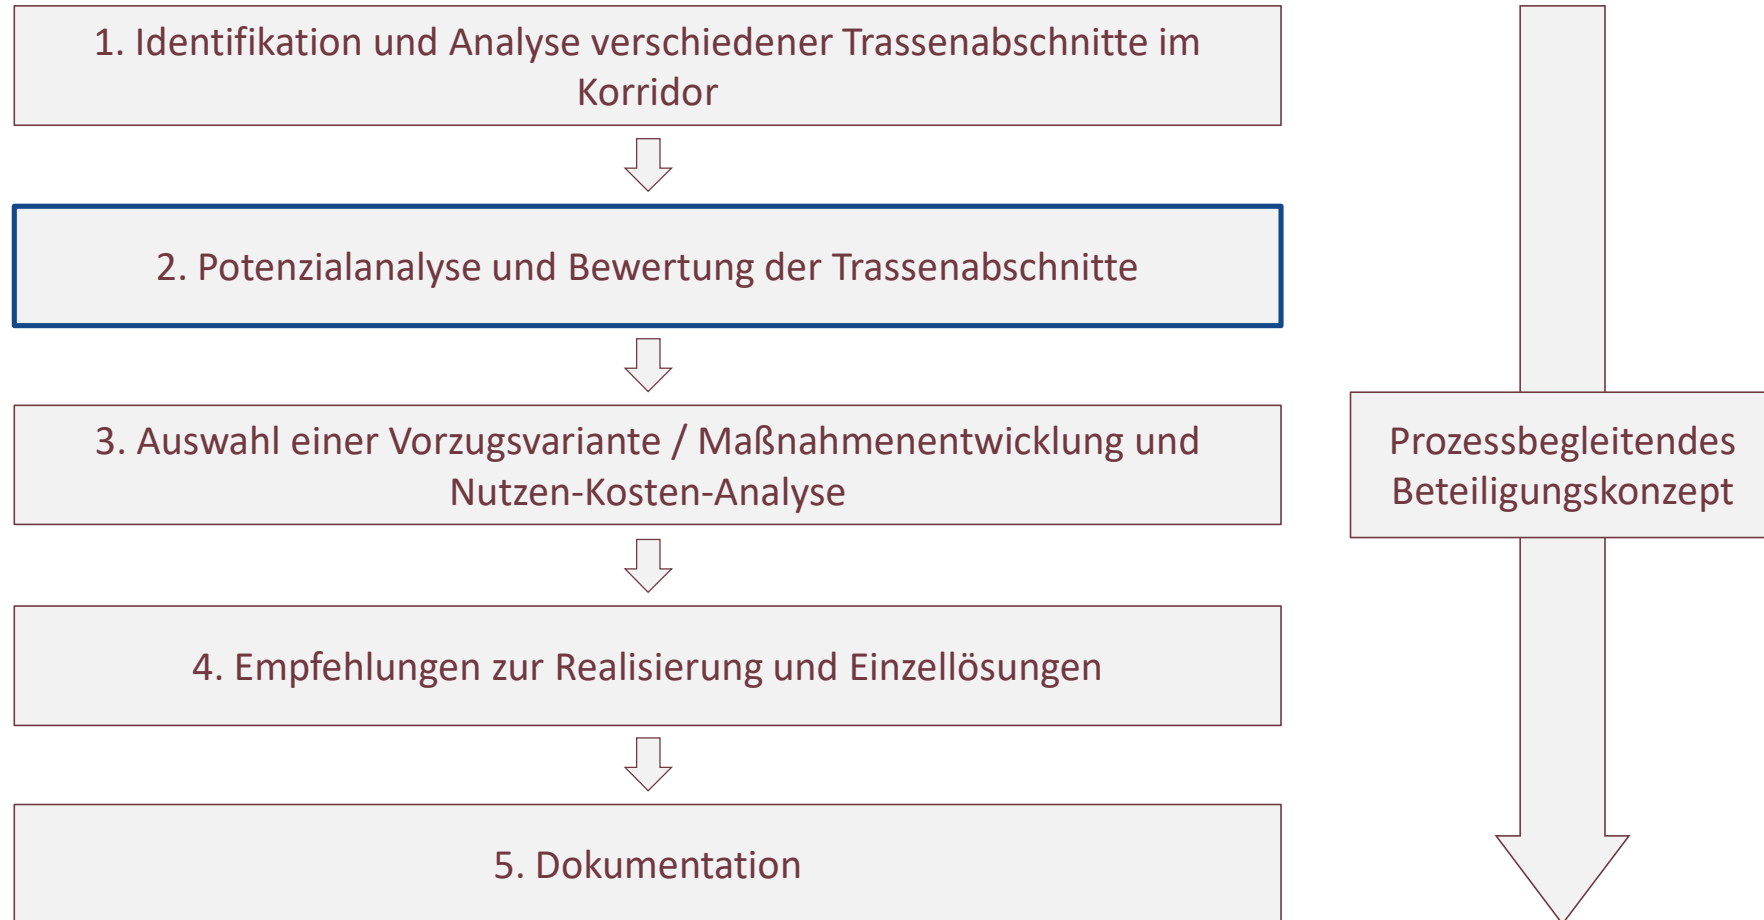 1. Identifikation und Analyse verschiedener Trassenabschnitte im
Korridor
2. Potenzialanalyse und Bewertung der Trassenabschnitte
3. Auswahl einer Vorzugsvariante / Maßnahmenentwicklung und
Nutzen-Kosten-Analyse
4. Empfehlungen zur Realisierung und Einzellösungen
5. Dokumentation
Prozessbegleitendes
Beteiligungskonzept